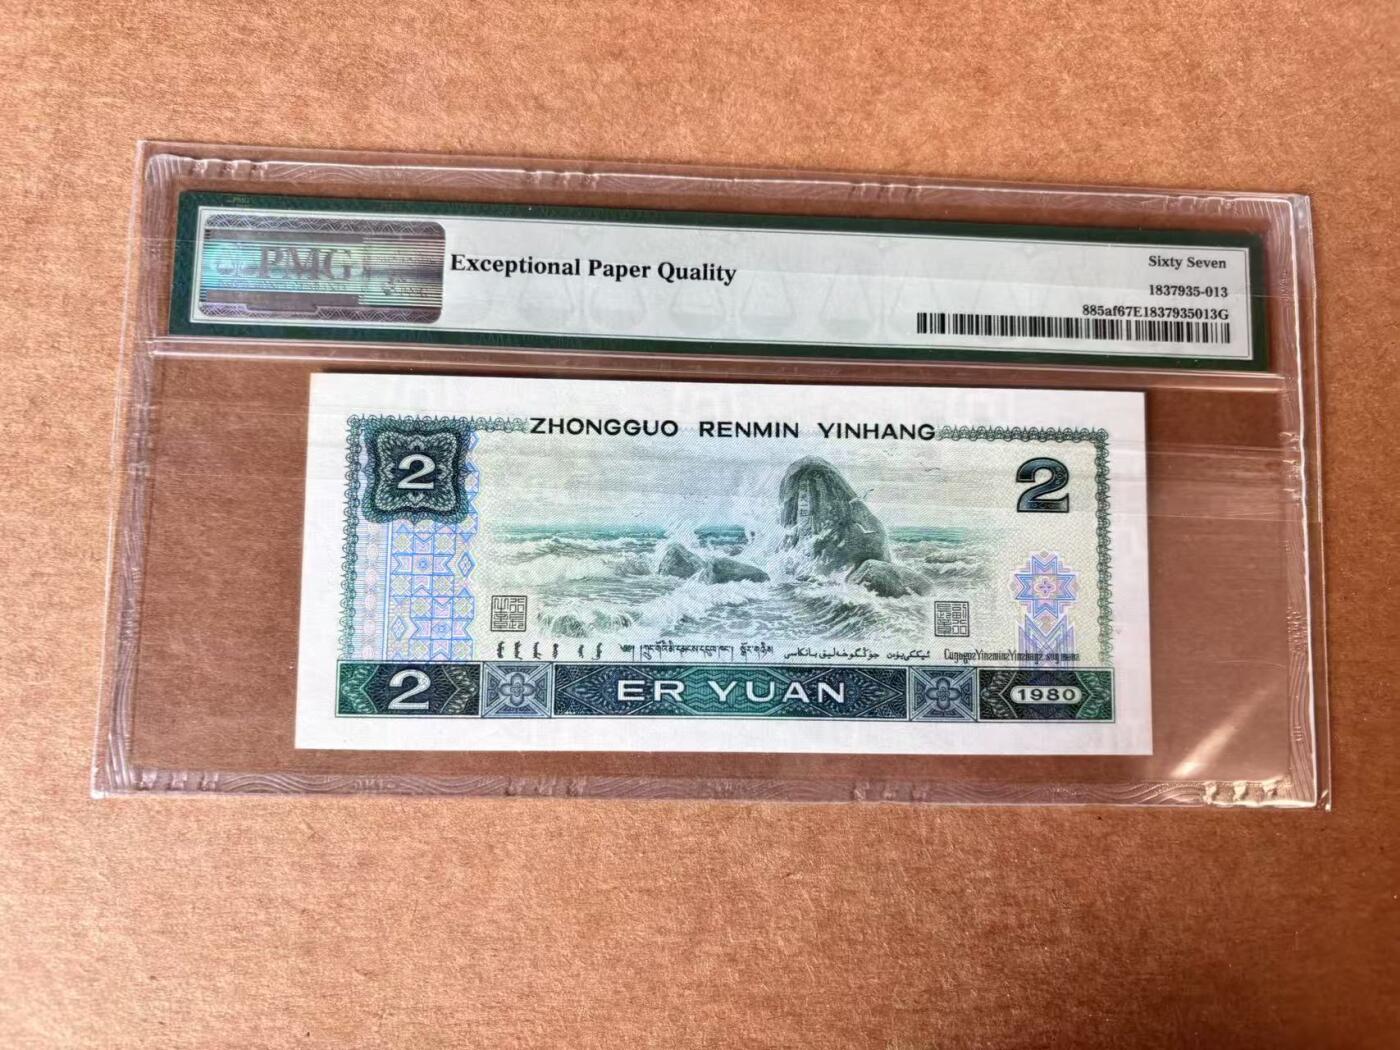 PMG
Exceptional Paper Quality
Sixty Seven
1837935-013
885af67E1837935013G
ZHONGGUO RENMIN YINHANG
2
2
2
ER YUAN
1980